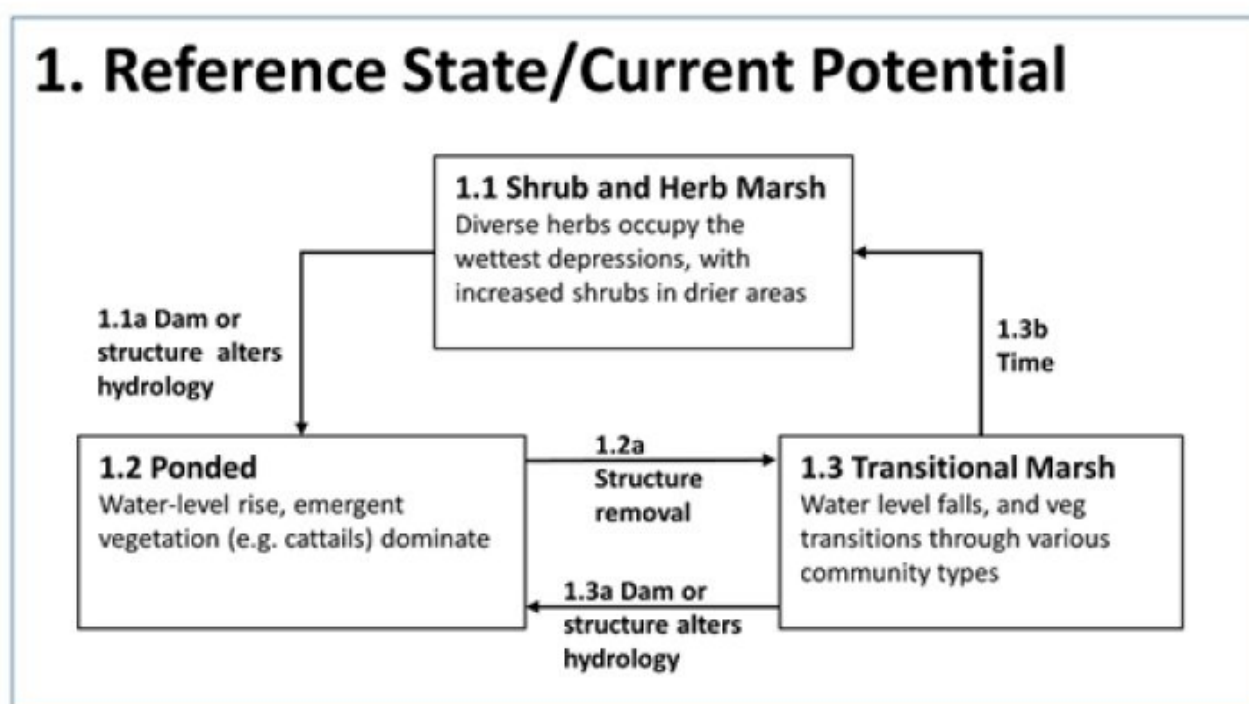 1. Reference State/Current Potential
1.1 Shrub and Herb Marsh
Diverse herbs occupy the
wettest depressions, with
increased shrubs in drier areas
1.1a Dam or
structure alters
hydrology
1.3b
Time
1.2 Ponded
Water-level rise, emergent
vegetation (e.g. cattails) dominate
1.2a
Structure
removal
1.3 Transitional Marsh
Water level falls, and veg
transitions through various
community types
1.3a Dam or
structure alters
hydrology